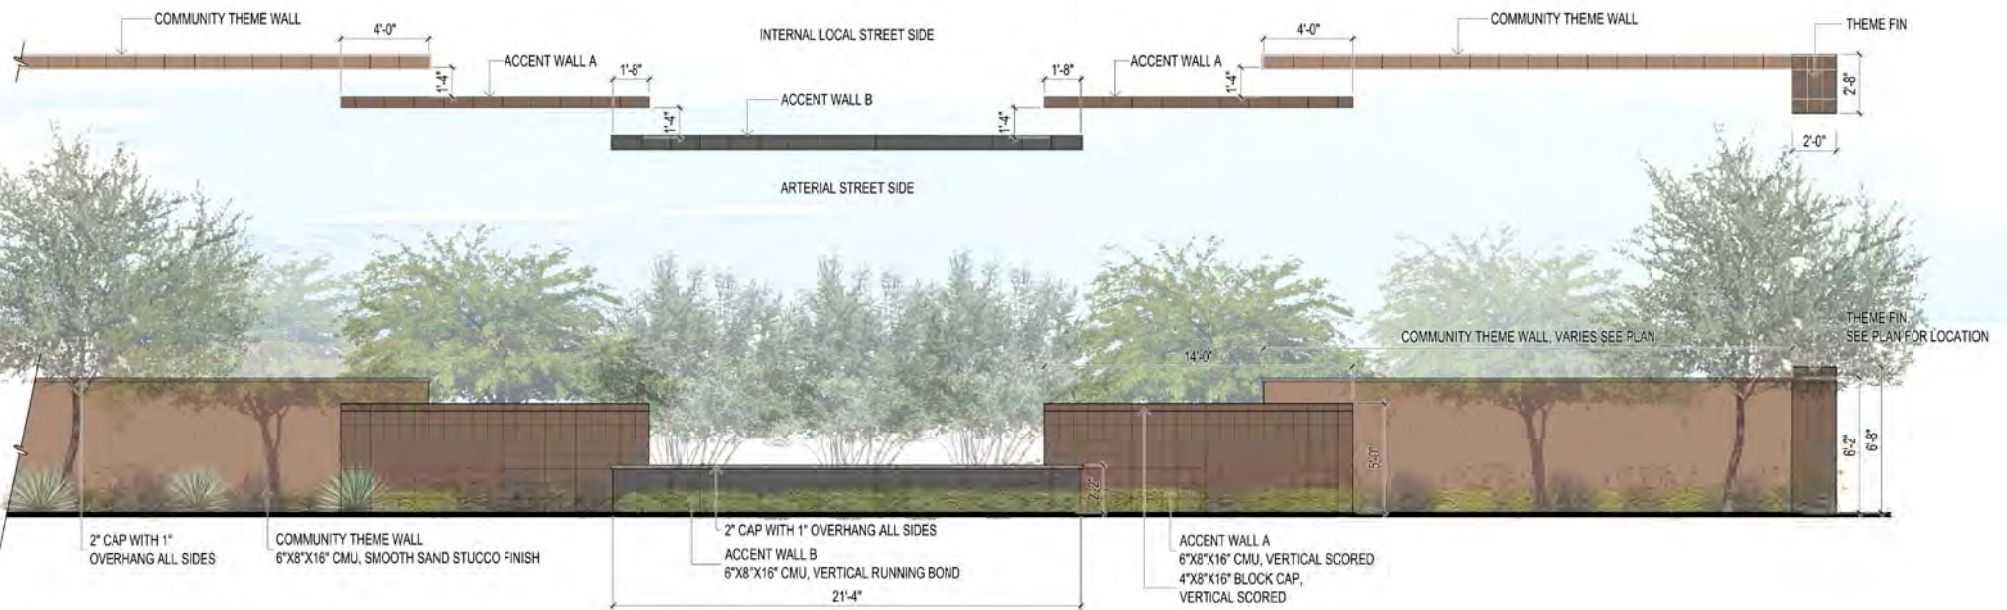 COMMUNITY THEME WALL
4'-0"
INTERNAL LOCAL STREET SIDE
4'-0"
COMMUNITY THEME WALL
THEME FIN
1'-4"
ACCENT WALL A
1'-8"
1'-8"
ACCENT WALL A
1'-4"
2'-8"
ACCENT WALL B
1'-4"
1'-4"
2'-0"
ARTERIAL STREET SIDE
COMMUNITY THEME WALL, VARIES SEE PLAN
THEME FIN
SEE PLAN FOR LOCATION
14'-0"
5'-0"
6'-2"
6'-8"
2'-2"
2" CAP WITH 1"
OVERHANG ALL SIDES
COMMUNITY THEME WALL
6"X8"X16" CMU, SMOOTH SAND STUCCO FINISH
2" CAP WITH 1" OVERHANG ALL SIDES
ACCENT WALL B
6"X8"X16" CMU, VERTICAL RUNNING BOND
21'-4"
ACCENT WALL A
6"X8"X16" CMU, VERTICAL SCORED
4"X8"X16" BLOCK CAP,
VERTICAL SCORED